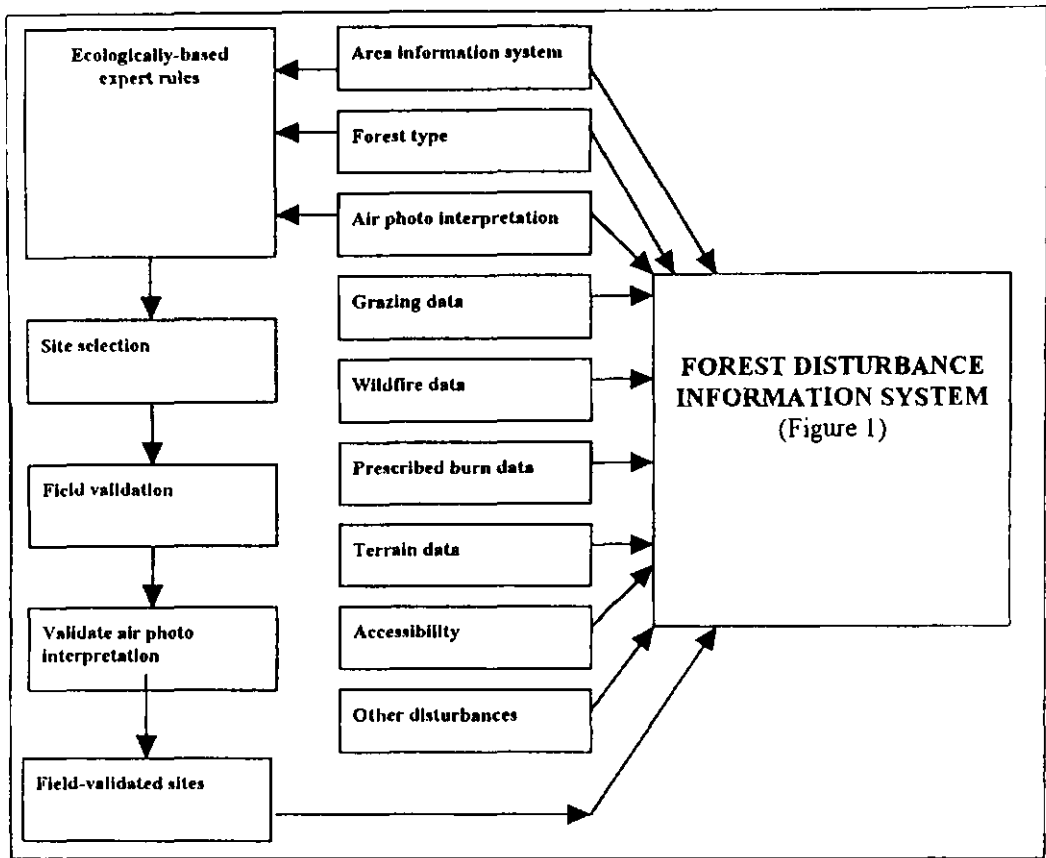 Ecologically-based
expert rules
Site selection
Field validation
Validate air photo
interpretation
Field-validated sites
Area information system
Forest type
Air photo interpretation
Grazing data
Wildfire data
Prescribed burn data
Terrain data
Accessibility
Other disturbances
FOREST DISTURBANCE
INFORMATION SYSTEM
(Figure 1)